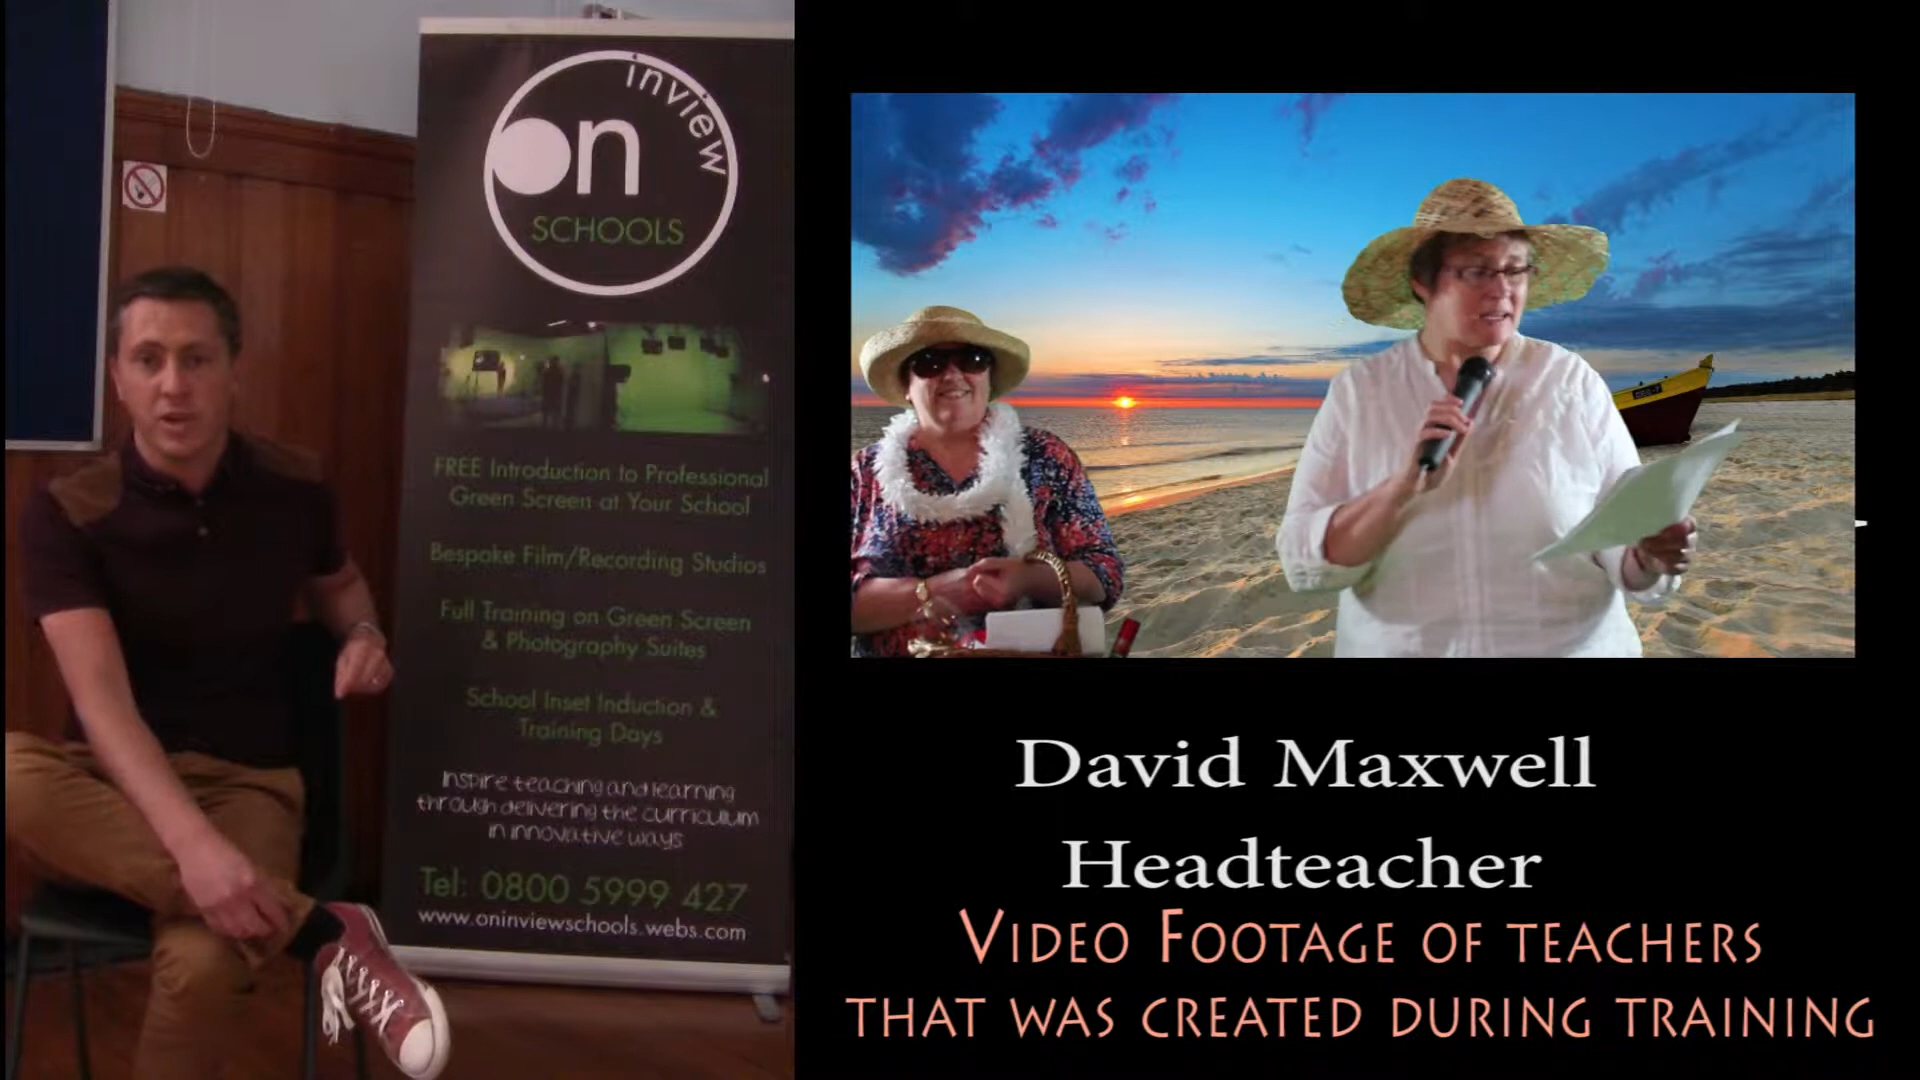 inview
on
SCHOOLS
FREE Introduction to Professional
Green Screen at Your School
Bespoke Film/Recording Studios
Full Training on Green Screen
& Photography Suites
School Inset Induction &
Training Days
Inspire teaching and learning
through delivering the curriculum
in innovative ways
Tel: 0800 5999 427
www.oninviewschools.webs.com
David Maxwell
Headteacher
VIDEO FOOTAGE OF TEACHERS
THAT WAS CREATED DURING TRAINING